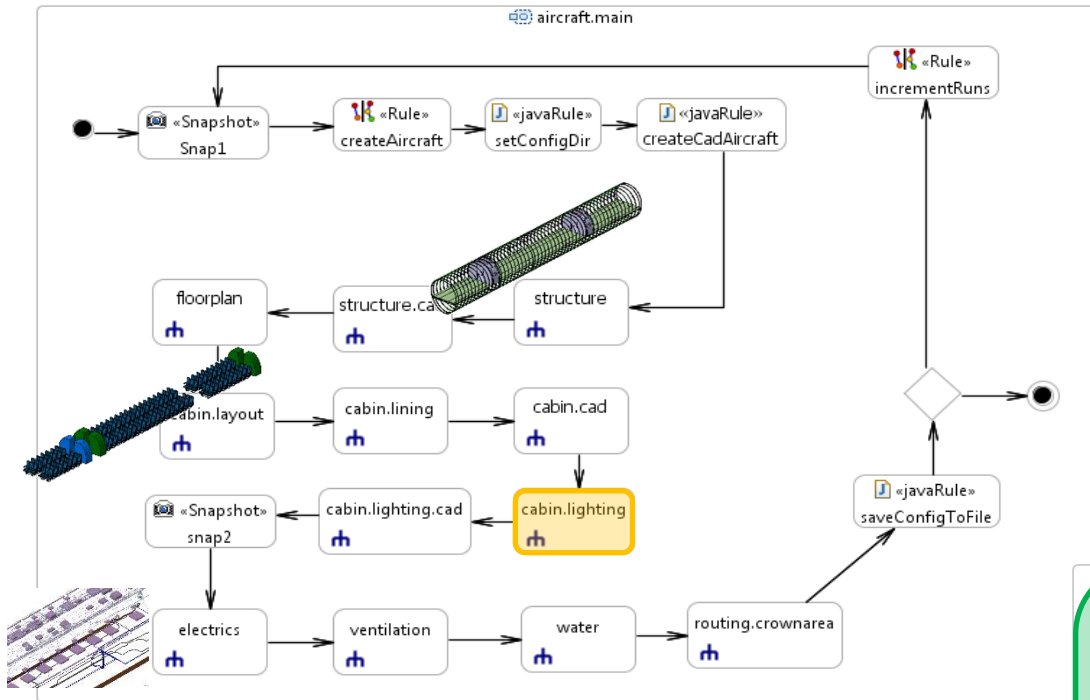 aircraft.main
«Rule»
incrementRuns
«Snapshot»
Snap1
«Rule»
createAircraft
«javaRule»
setConfigDir
«javaRule»
createCadAircraft
floorplan
structure.ca
structure
cabin.layout
cabin.lining
cabin.cad
«Snapshot»
snap2
cabin.lighting.cad
cabin.lighting
«javaRule»
saveConfigToFile
electrics
ventilation
water
routing.crownarea